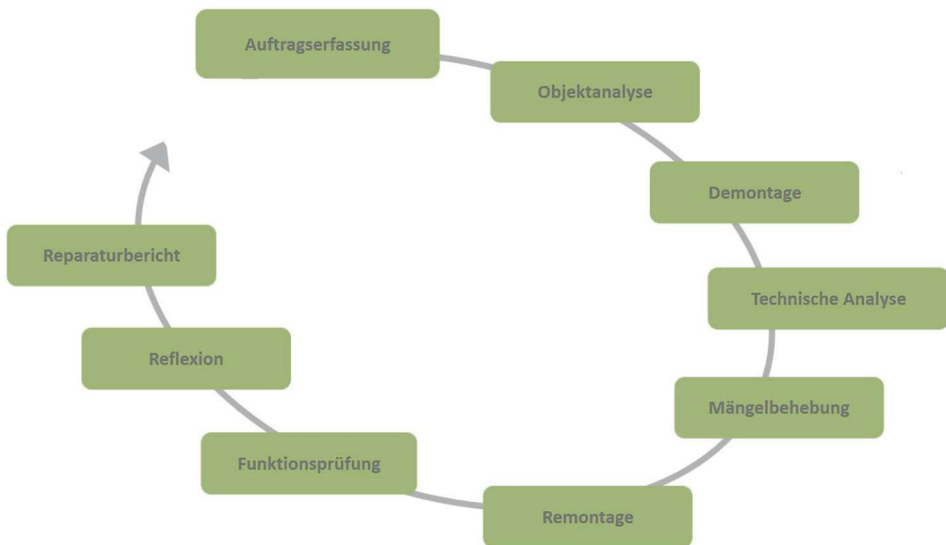 Auftragserfassung
Objektanalyse
Demontage
Technische Analyse
Mängelbehebung
Remontage
Funktionsprüfung
Reflexion
Reparaturbericht